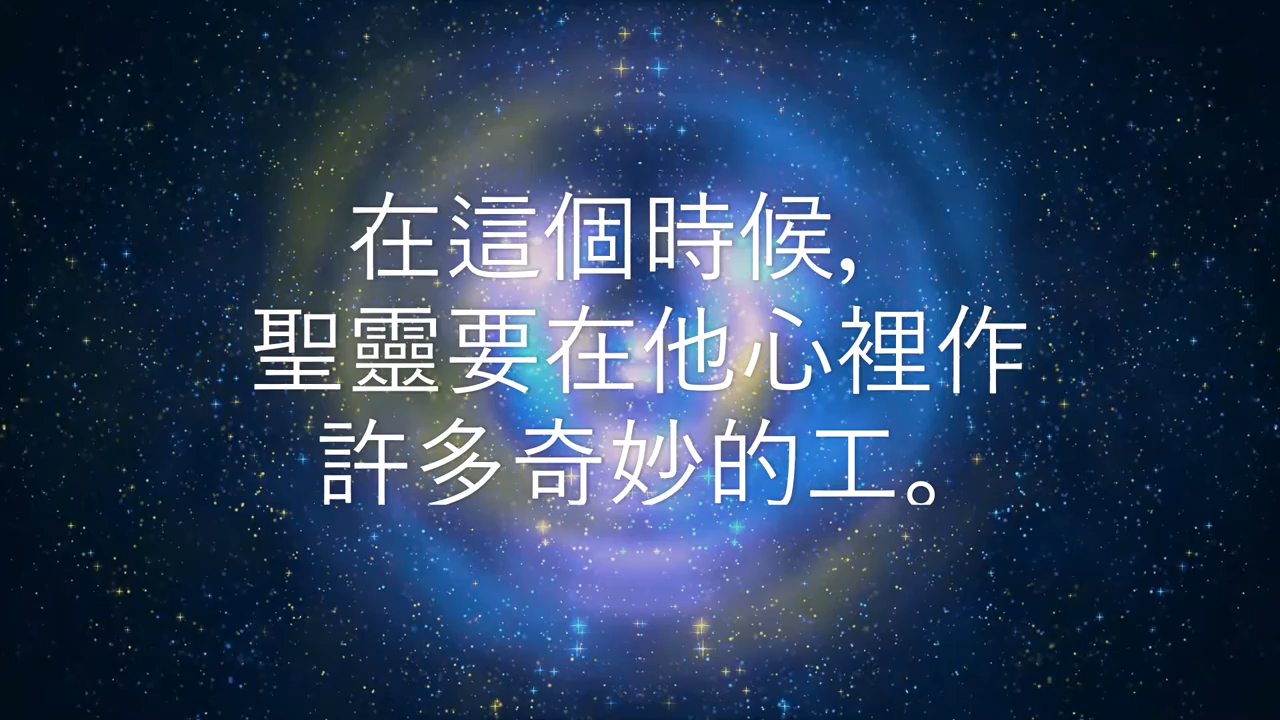 在這個時候,
聖靈要在他心裡作
許多奇妙的工。